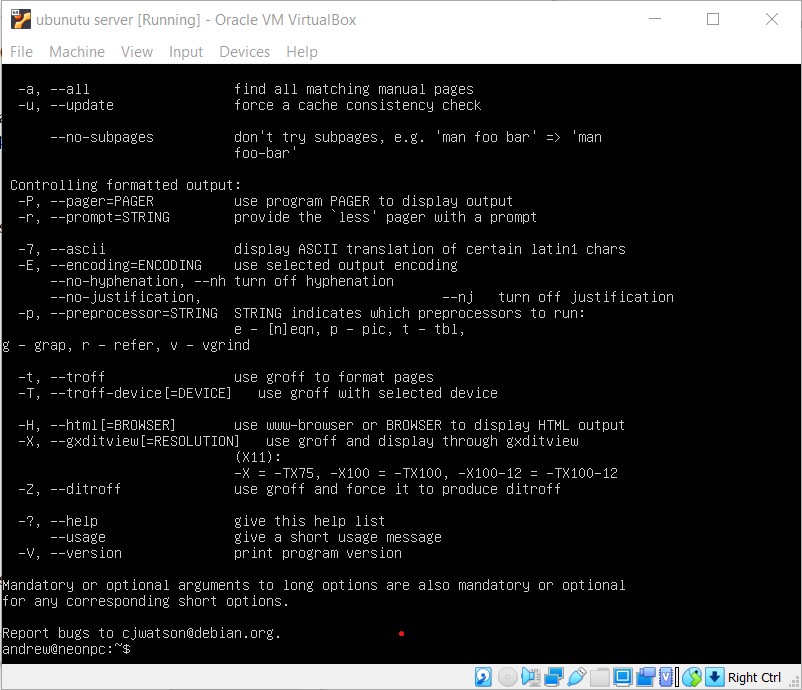 ubunutu server [Running] - Oracle VM VirtualBox
File Machine View Input Devices Help
-a, --all find all matching manual pages
-u, --update force a cache consistency check
--no-subpages don't try subpages, e.g. 'man foo bar' => 'man
foo-bar'
Controlling formatted output:
-P, --pager=PAGER use program PAGER to display output
-r, --prompt=STRING provide the `less' pager with a prompt
-7, --ascii display ASCII translation of certain latin1 chars
-E, --encoding=ENCODING use selected output encoding
--no-hyphenation, --nh turn off hyphenation
--no-justification, --nj turn off justification
-p, --preprocessor=STRING STRING indicates which preprocessors to run:
e - [n]eqn, p - pic, t - tbl,
g - grap, r - refer, v - vgrind
-t, --troff use groff to format pages
-T, --troff-device[=DEVICE] use groff with selected device
-H, --html[=BROWSER] use www-browser or BROWSER to display HTML output
-X, --gxditview[=RESOLUTION] use groff and display through gxditview
(X11):
-X = -TX75, -X100 = -TX100, -X100-12 = -TX100-12
-Z, --ditroff use groff and force it to produce ditroff
-?, --help give this help list
--usage give a short usage message
-V, --version print program version
Mandatory or optional arguments to long options are also mandatory or optional
for any corresponding short options.
Report bugs to cjwatson@debian.org.
andrew@neonpc:~$
Right Ctrl